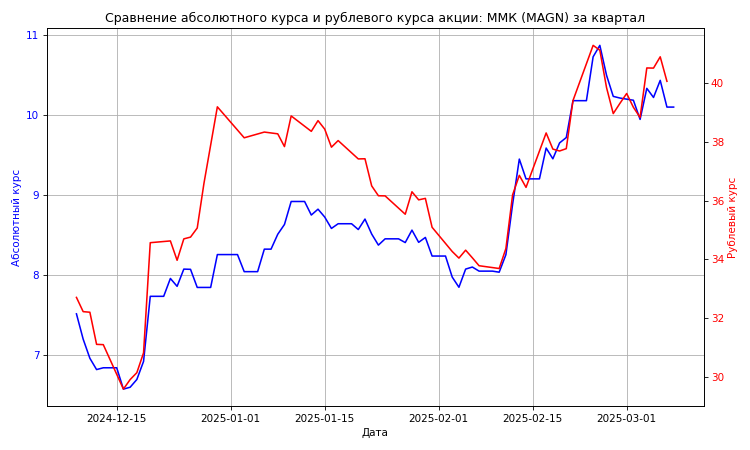 Сравнение абсолютного курса и рублевого курса акции: ММК (MAGN) за квартал
11
10
9
8
7
Абсолютный курс
40
38
36
34
32
30
Рублевый курс
2024-12-15 2025-01-01 2025-01-15 2025-02-01 2025-02-15 2025-03-01
Дата